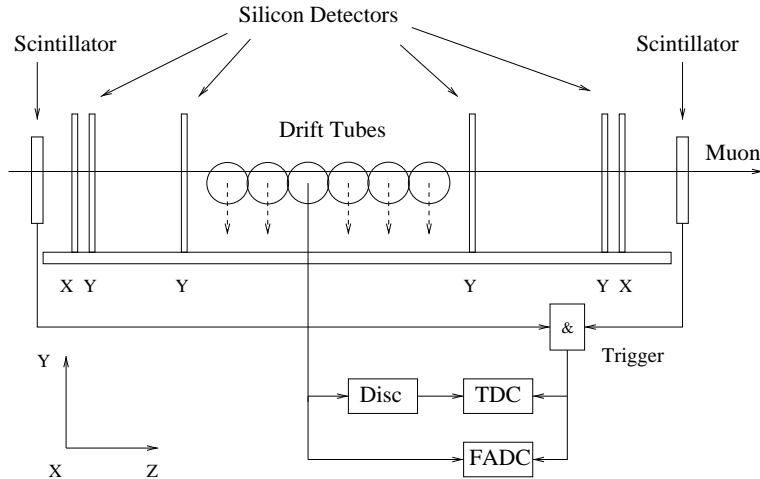 Silicon Detectors
Scintillator
Scintillator
Drift Tubes
Muon
X Y Y Y Y X
&
Trigger
Y
Disc
TDC
FADC
X Z